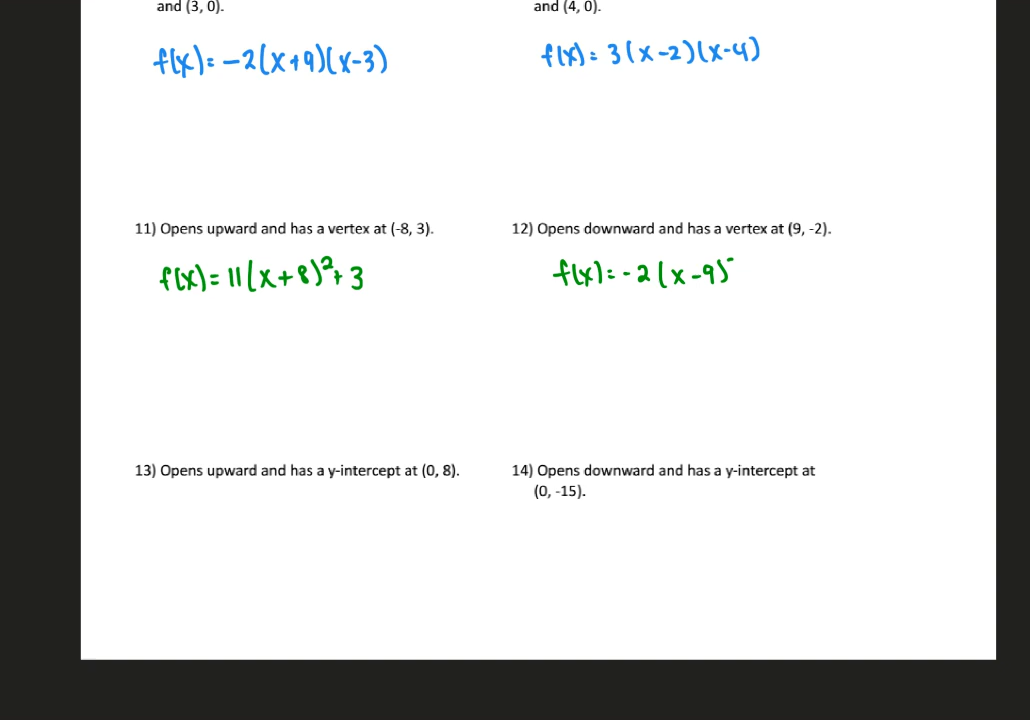 and (3, 0).
and (4, 0).
f(x) = -2(x+9)(x-3)
f(x) = 3(x-2)(x-4)
11) Opens upward and has a vertex at (-8, 3).
12) Opens downward and has a vertex at (9, -2).
f(x) = 11(x+8)²+3
f(x) = -2(x-9)
13) Opens upward and has a y-intercept at (0, 8).
14) Opens downward and has a y-intercept at
(0, -15).